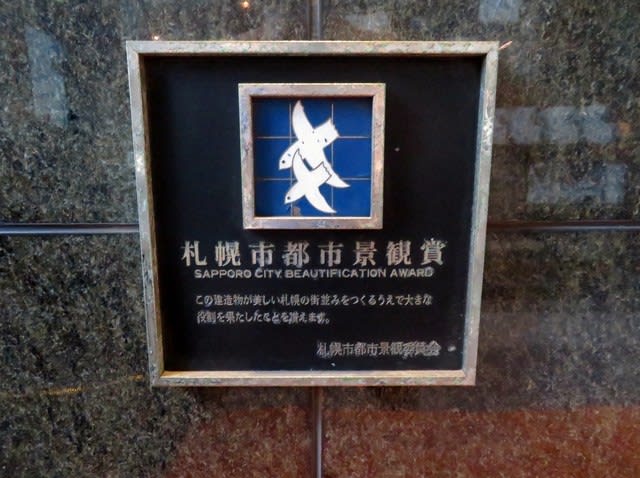 札幌市都市景観賞
SAPPORO CITY BEAUTIFICATION AWARD
この建造物が美しい札幌の街並みをつくるうえで大きな
役割を果たしたことを讃えます。
札幌市都市景観委員会